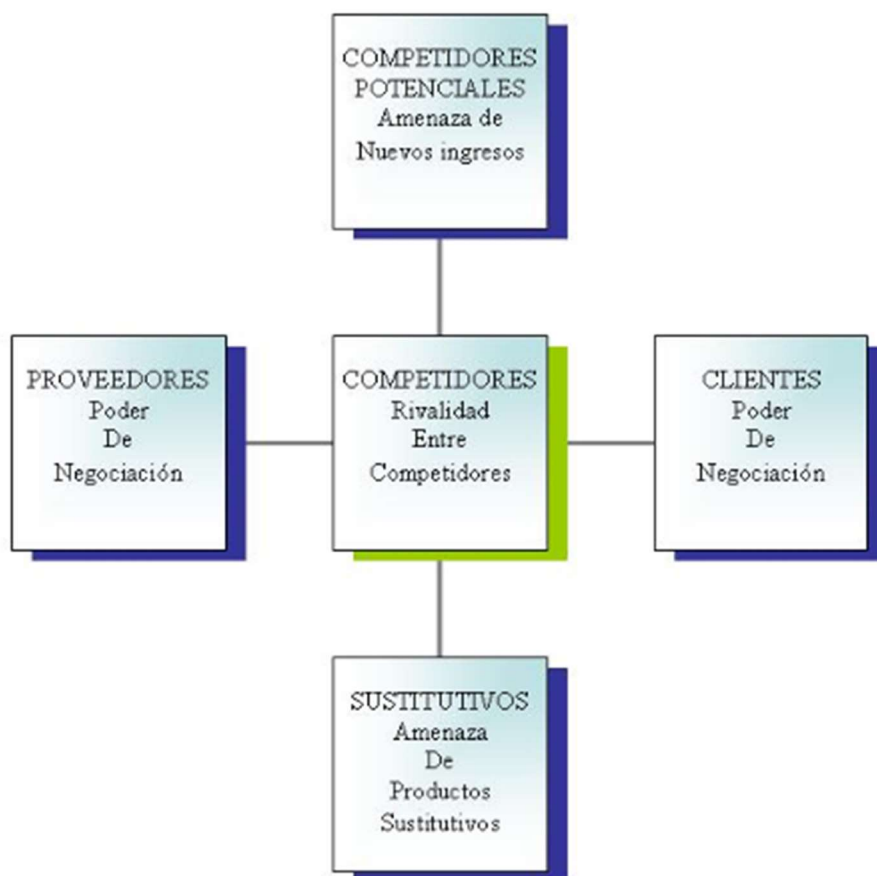 COMPETIDORES
POTENCIALES
Amenaza de
Nuevos ingresos
PROVEEDORES
Poder
De
Negociación
COMPETIDORES
Rivalidad
Entre
Competidores
CLIENTES
Poder
De
Negociación
SUSTITUTIVOS
Amenaza
De
Productos
Sustitutivos